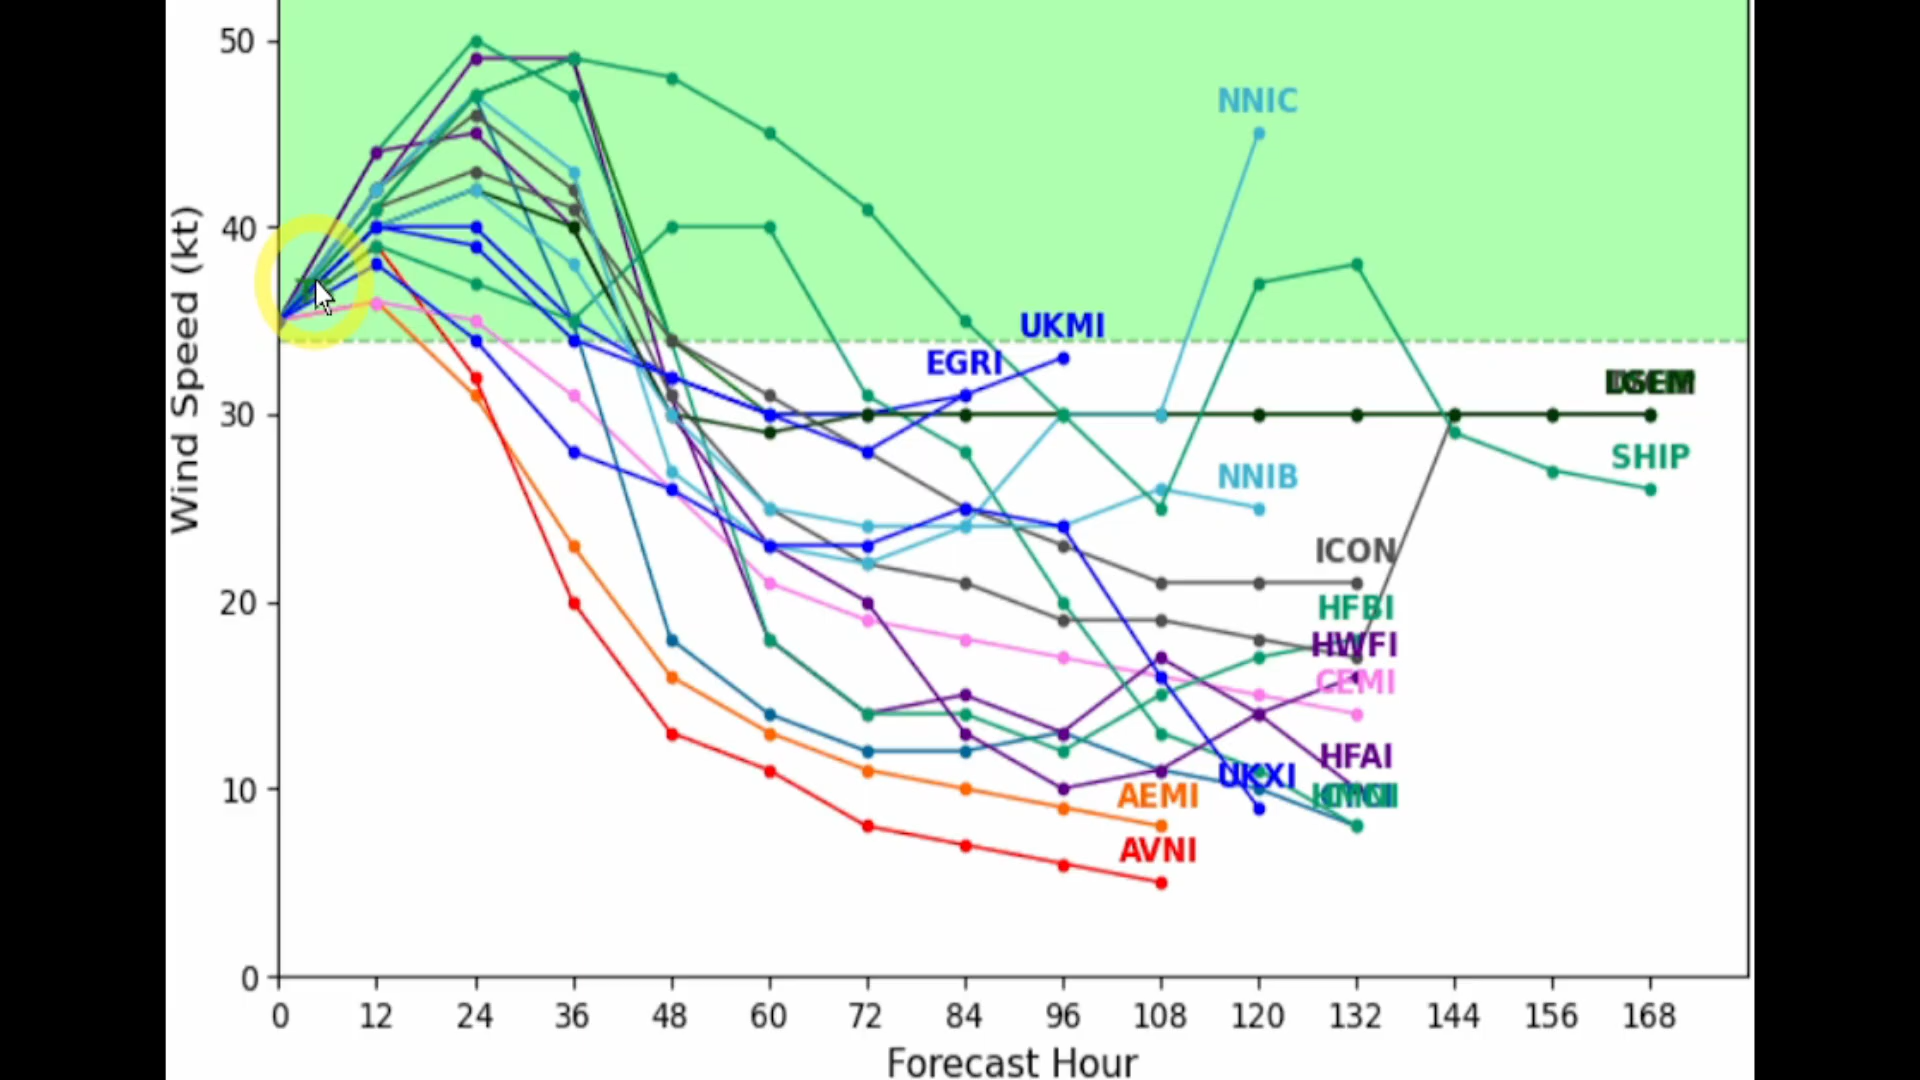 50
NNIC
40
UKMI
EGRI
Wind Speed (kt)
LGEM
30
SHIP
NNIB
ICON
20
HFBI
HWFI
CEMI
HFAI
UKXI
10
AEMI
AVNI
0
0 12 24 36 48 60 72 84 96 108 120 132 144 156 168
Forecast Hour